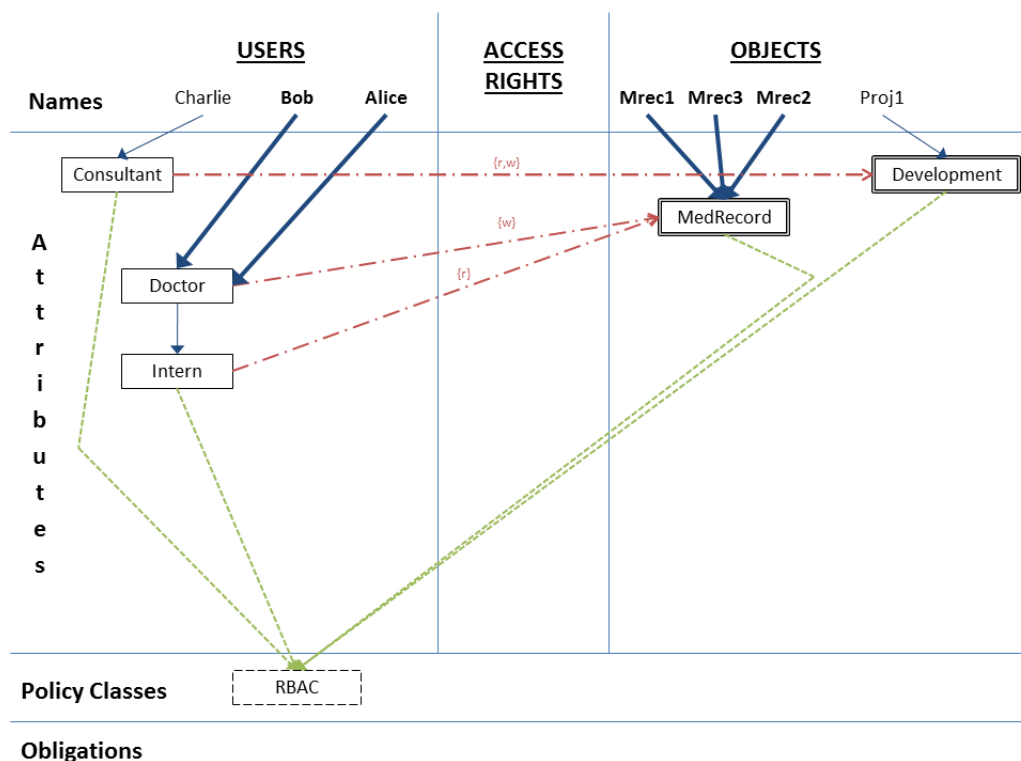 USERS
ACCESS
RIGHTS
OBJECTS
Names
Charlie
Bob
Alice
Mrec1
Mrec3
Mrec2
Proj1
Consultant
{r,w}
Development
MedRecord
{w}
Doctor
{r}
Intern
A
t
t
r
i
b
u
t
e
s
Policy Classes
RBAC
Obligations